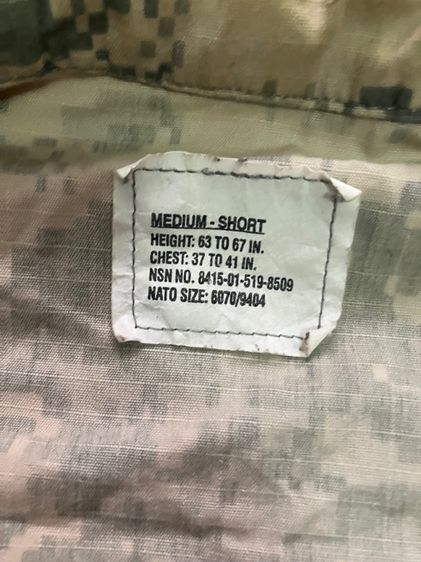 MEDIUM - SHORT
HEIGHT: 63 TO 67 IN.
CHEST: 37 TO 41 IN.
NSN NO. 8415-01-519-8509
NATO SIZE: 6070/9404